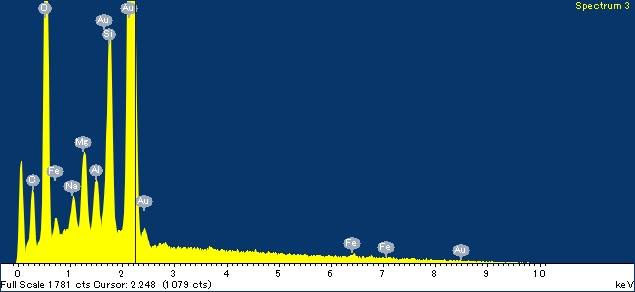 Spectrum 3
O
Au
Au
Si
Mg
Fe
Al
C
Na
Au
Fe
Fe
Au
0 1 2 3 4 5 6 7 8 9 10
Full Scale 1781 cts Cursor: 2.248 (1079 cts) keV